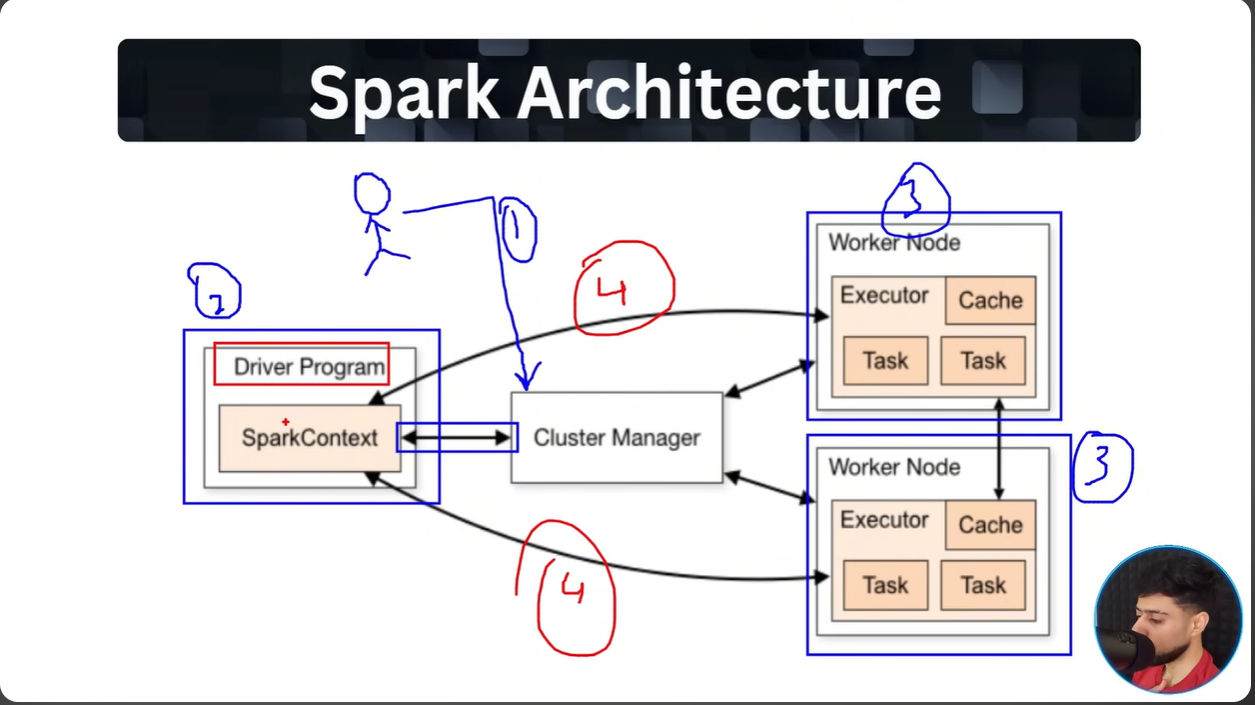 Spark Architecture
1
3
4
2
Worker Node
Executor
Cache
Task
Task
Driver Program
SparkContext
Cluster Manager
Worker Node
3
Executor
Cache
Task
Task
4